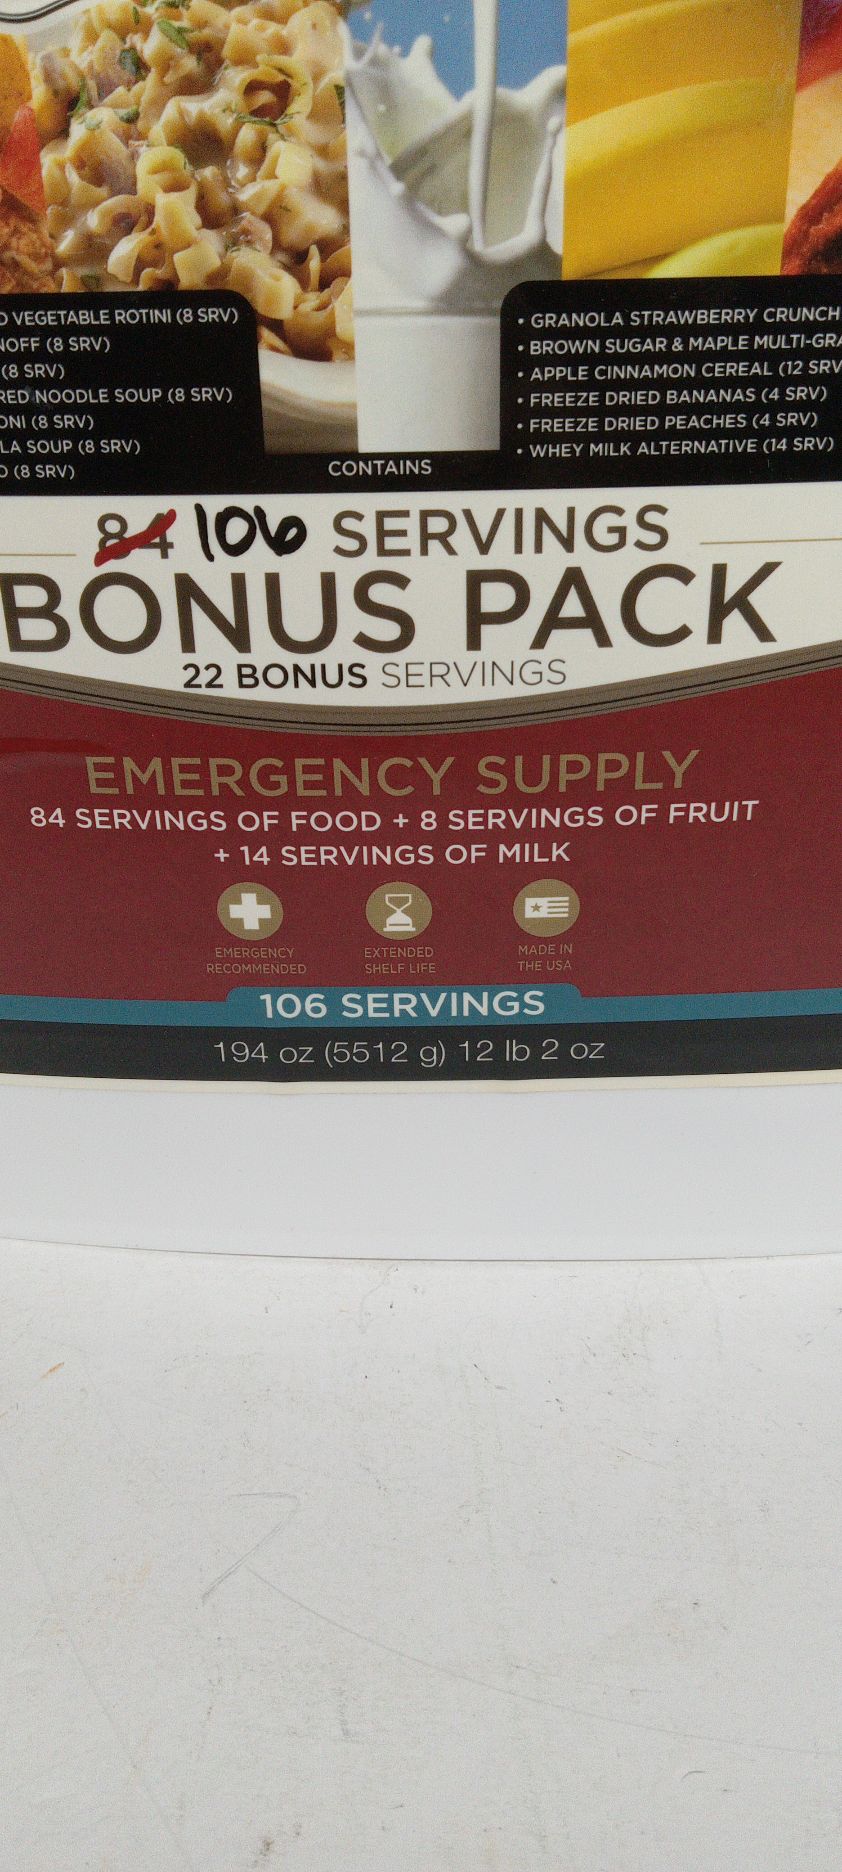 VEGETABLE ROTINI (8 SRV)
(8 SRV)
(8 SRV)
NOODLE SOUP (8 SRV)
(8 SRV)
SOUP (8 SRV)
(8 SRV)
• GRANOLA STRAWBERRY CRUNCH
• BROWN SUGAR & MAPLE
• APPLE CINNAMON CEREAL (12 SRV
• FREEZE DRIED BANANAS (4 SRV)
• FREEZE DRIED PEACHES (4 SRV)
• WHEY MILK ALTERNATIVE (14 SRV)
CONTAINS
84 106 SERVINGS
BONUS PACK
22 BONUS SERVINGS
EMERGENCY SUPPLY
84 SERVINGS OF FOOD + 8 SERVINGS OF FRUIT
+ 14 SERVINGS OF MILK
EMERGENCY
RECOMMENDED
EXTENDED
SHELF LIFE
MADE IN
THE USA
106 SERVINGS
194 oz (5512 g) 12 lb 2 oz